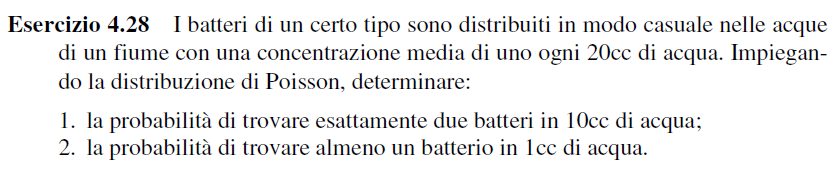 Esercizio 4.28 I batteri di un certo tipo sono distribuiti in modo casuale nelle acque
di un fiume con una concentrazione media di uno ogni 20cc di acqua. Impiegan-
do la distribuzione di Poisson, determinare:
1. la probabilità di trovare esattamente due batteri in 10cc di acqua;
2. la probabilità di trovare almeno un batterio in 1cc di acqua.